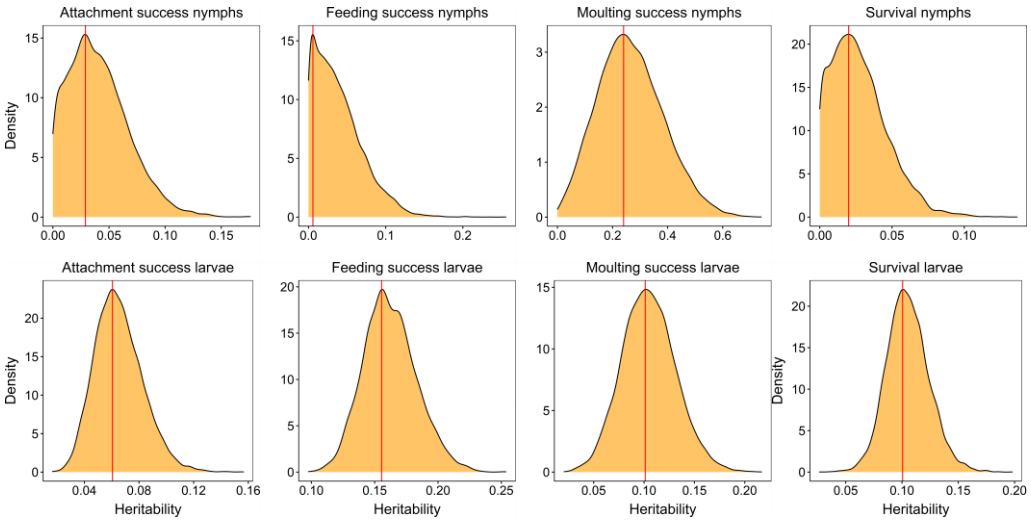 Attachment success nymphs
Feeding success nymphs
Moulting success nymphs
Survival nymphs
Density
15
10
5
0
0.00 0.05 0.10 0.15
15
10
5
0
0.0 0.1 0.2
3
2
1
0
0.0 0.2 0.4 0.6
20
15
10
5
0
0.00 0.05 0.10
Attachment success larvae
Feeding success larvae
Moulting success larvae
Survival larvae
Density
20
15
10
5
0
0.04 0.08 0.12 0.16
Heritability
20
15
10
5
0
0.10 0.15 0.20 0.25
Heritability
15
10
5
0
0.05 0.10 0.15 0.20
Heritability
Density
20
15
10
5
0
0.05 0.10 0.15 0.20
Heritability